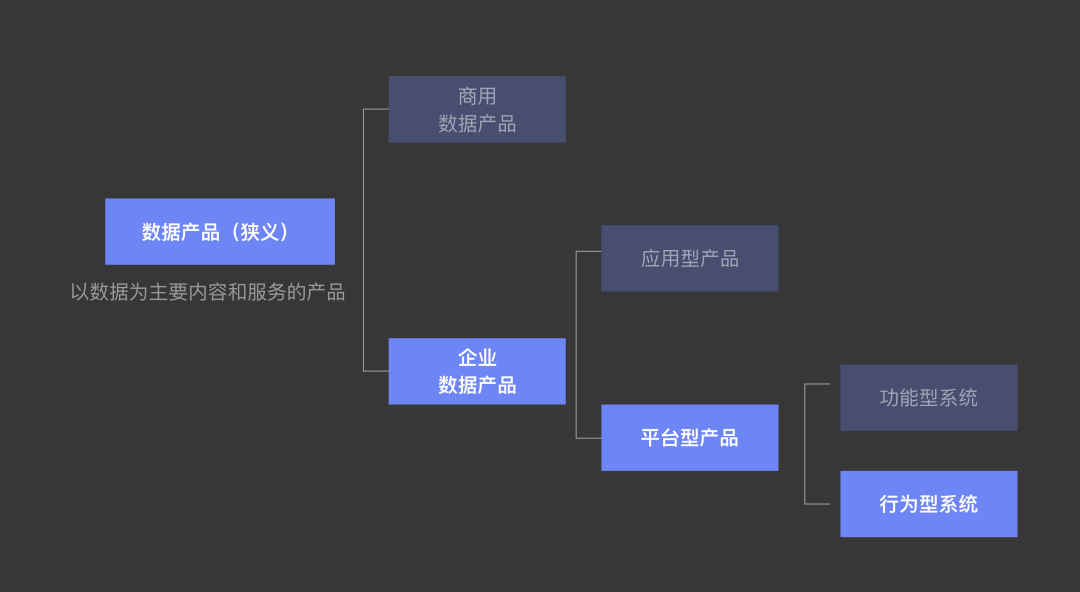 商用
数据产品
数据产品（狭义）
以数据为主要内容和服务的产品
应用型产品
企业
数据产品
平台型产品
功能型系统
行为型系统